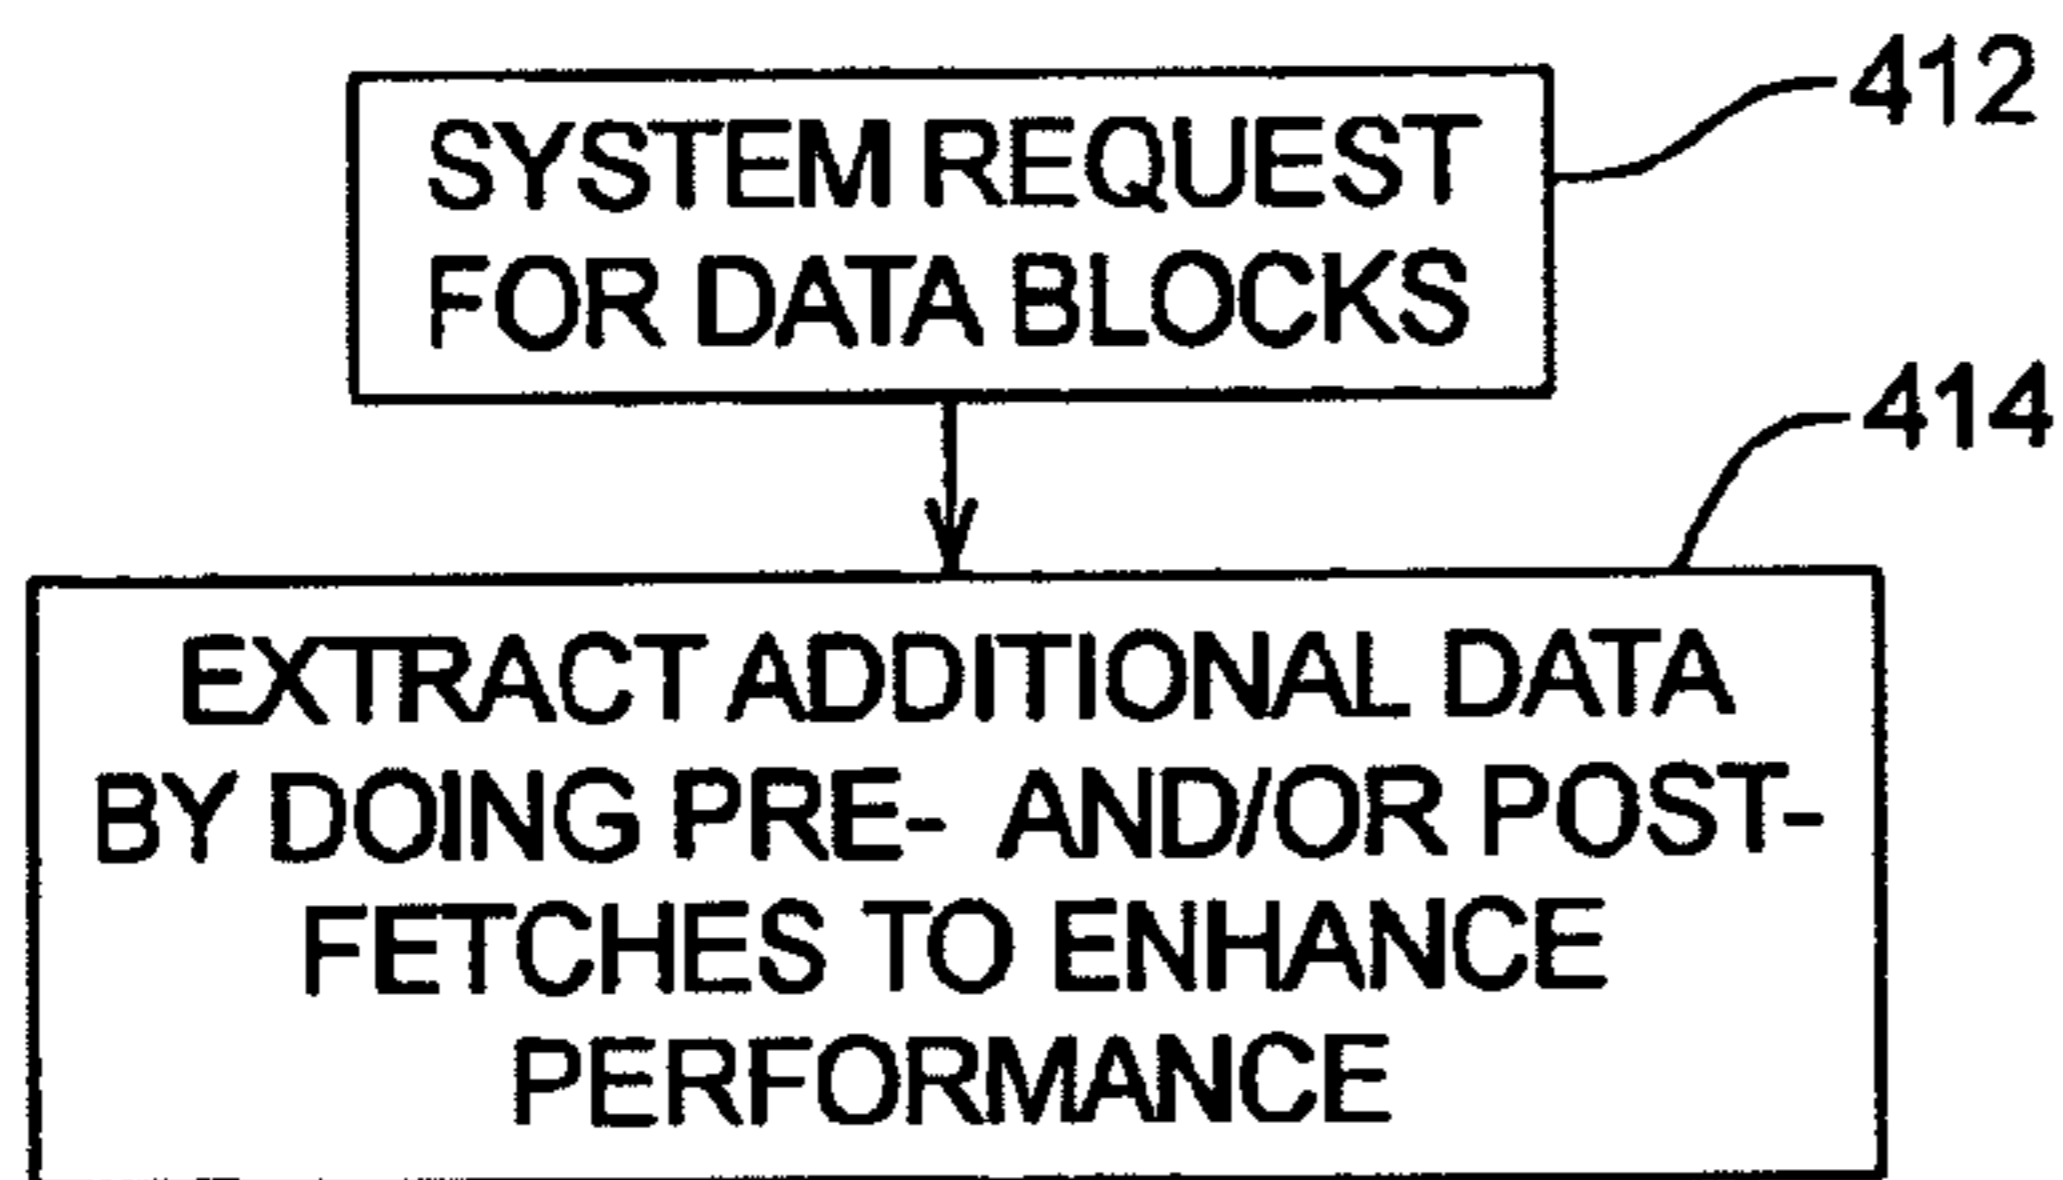 412
SYSTEM REQUEST
FOR DATA BLOCKS
414
EXTRACT ADDITIONAL DATA
BY DOING PRE- AND/OR POST-
FETCHES TO ENHANCE
PERFORMANCE